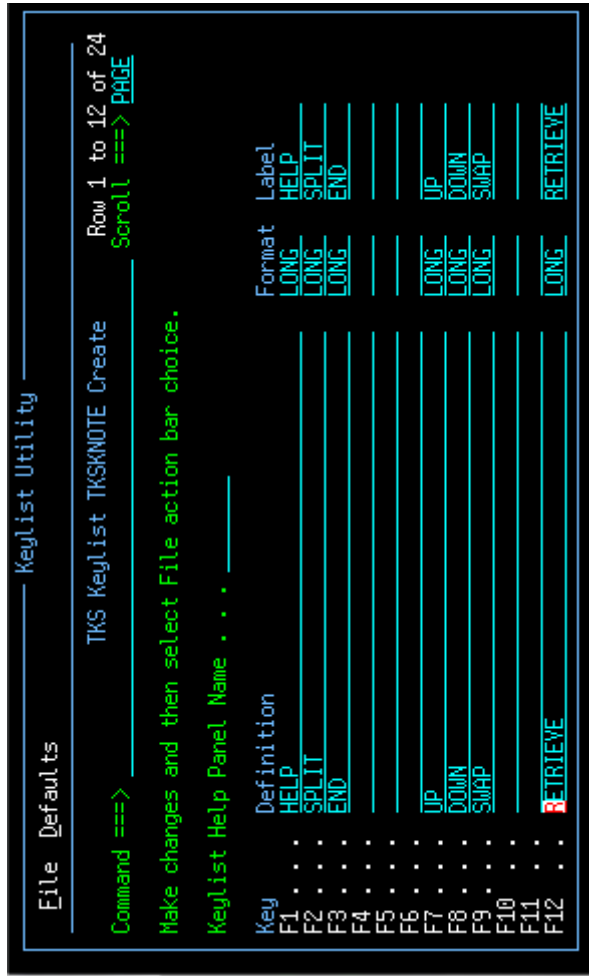 Keylist Utility
File Defaults
TKS Keylist TKSKNOTE Create Row 1 to 12 of 24
Command ===> Scroll ===> PAGE
Make changes and then select File action bar choice.
Keylist Help Panel Name . . .
Key Definition Format Label
F1 . . . HELP LONG HELP
F2 . . . SPLIT LONG SPLIT
F3 . . . END LONG END
F4 . . .
F5 . . .
F6 . . .
F7 . . . UP LONG UP
F8 . . . DOWN LONG DOWN
F9 . . . SWAP LONG SWAP
F10 . . .
F11 . . .
F12 . . . RETRIEVE LONG RETRIEVE